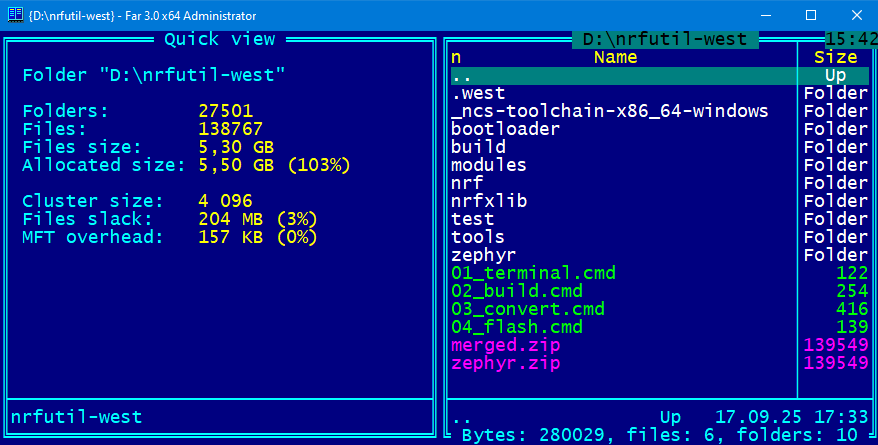 {D:\nrfutil-west} - Far 3.0 x64 Administrator
Quick view
Folder "D:\nrfutil-west"
Folders: 27501
Files: 138767
Files size: 5,30 GB
Allocated size: 5,50 GB (103%)
Cluster size: 4 096
Files slack: 204 MB (3%)
MFT overhead: 157 KB (0%)
nrfutil-west
D:\nrfutil-west 15:42
n Name Size
.. Up
.west Folder
_ncs-toolchain-x86_64-windows Folder
bootloader Folder
build Folder
modules Folder
nrf Folder
nrfxlib Folder
test Folder
tools Folder
zephyr Folder
01_terminal.cmd 122
02_build.cmd 254
03_convert.cmd 416
04_flash.cmd 139
merged.zip 139549
zephyr.zip 139549
.. Up 17.09.25 17:33
Bytes: 280029, files: 6, folders: 10